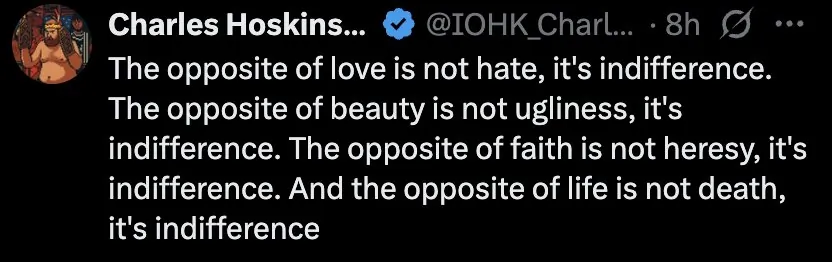 Charles Hoskins... @IOHK_Charl... · 8h
The opposite of love is not hate, it's indifference.
The opposite of beauty is not ugliness, it's
indifference. The opposite of faith is not heresy, it's
indifference. And the opposite of life is not death,
it's indifference